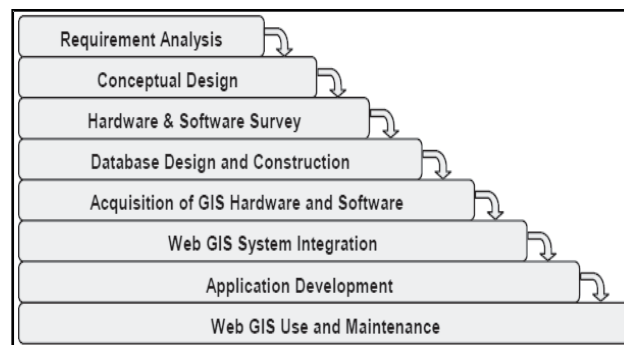 Requirement Analysis
Conceptual Design
Hardware & Software Survey
Database Design and Construction
Acquisition of GIS Hardware and Software
Web GIS System Integration
Application Development
Web GIS Use and Maintenance